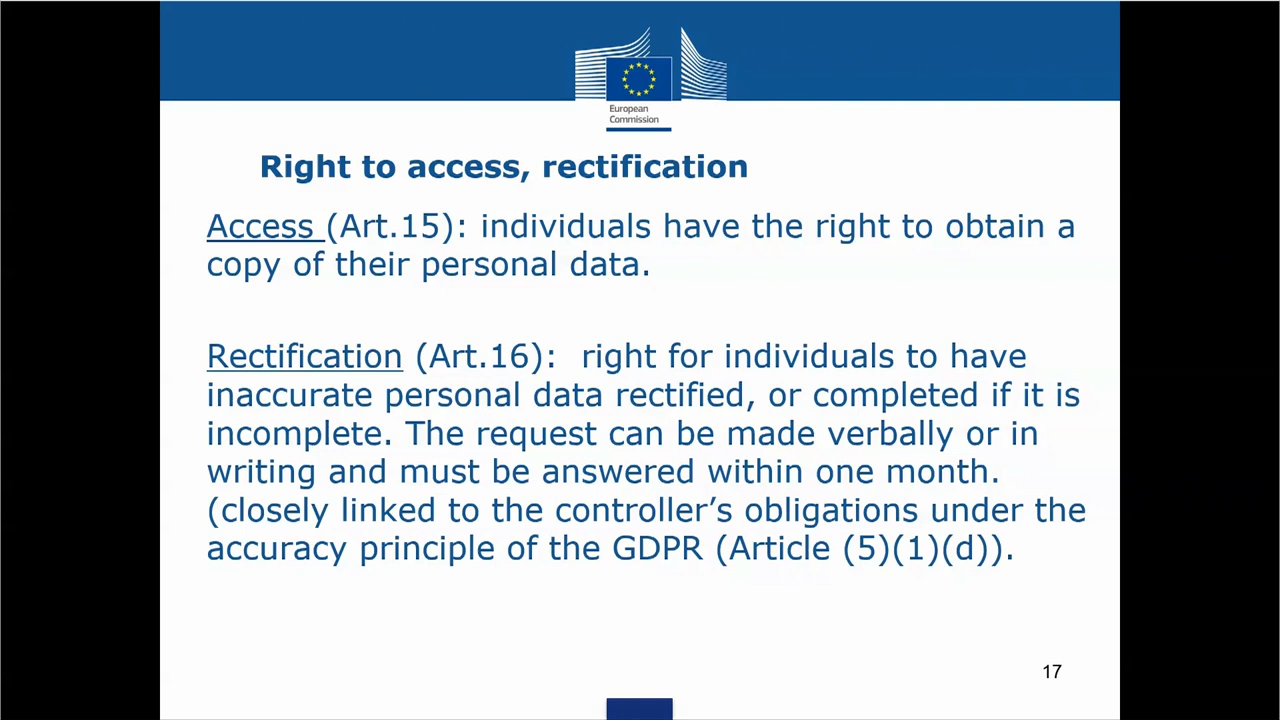 European
Commission
Right to access, rectification
Access (Art.15): individuals have the right to obtain a
copy of their personal data.
Rectification (Art.16):  right for individuals to have
inaccurate personal data rectified, or completed if it is
incomplete. The request can be made verbally or in
writing and must be answered within one month.
(closely linked to the controller’s obligations under the
accuracy principle of the GDPR (Article (5)(1)(d)).
17